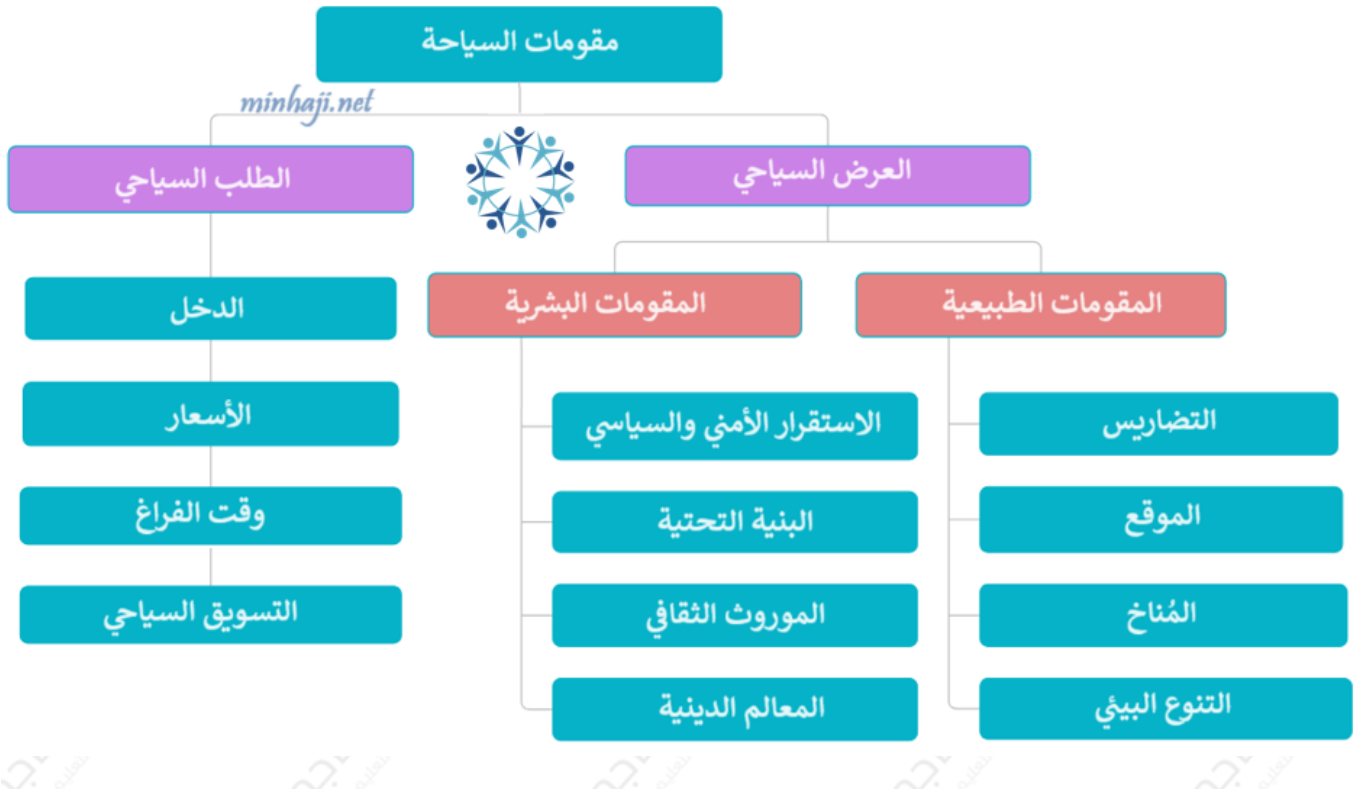 مقومات السياحة
minhaji.net
العرض السياحي
الطلب السياحي
المقومات الطبيعية
المقومات البشرية
الدخل
التضاريس
الاستقرار الأمني والسياسي
الأسعار
الموقع
البنية التحتية
وقت الفراغ
المُناخ
الموروث الثقافي
التسويق السياحي
التنوع البيئي
المعالم الدينية